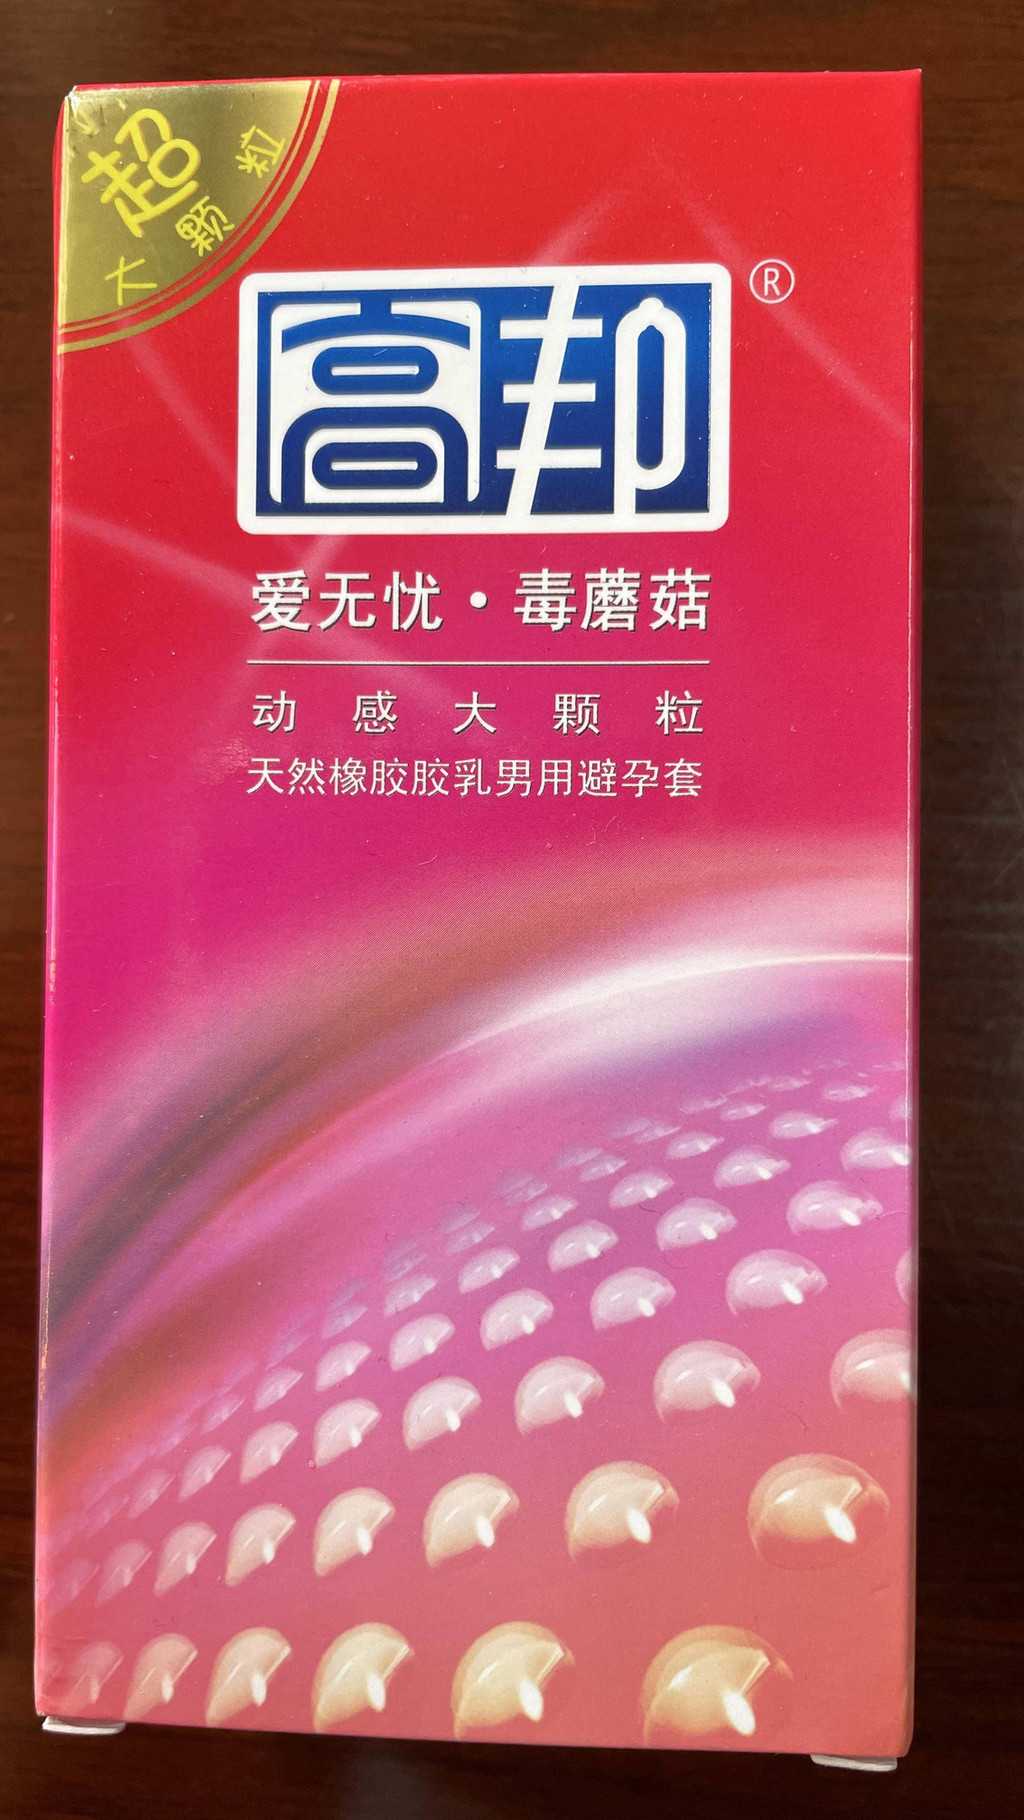 超大颗粒
高邦®
爱无忧·毒蘑菇
动感大颗粒
天然橡胶胶乳男用避孕套